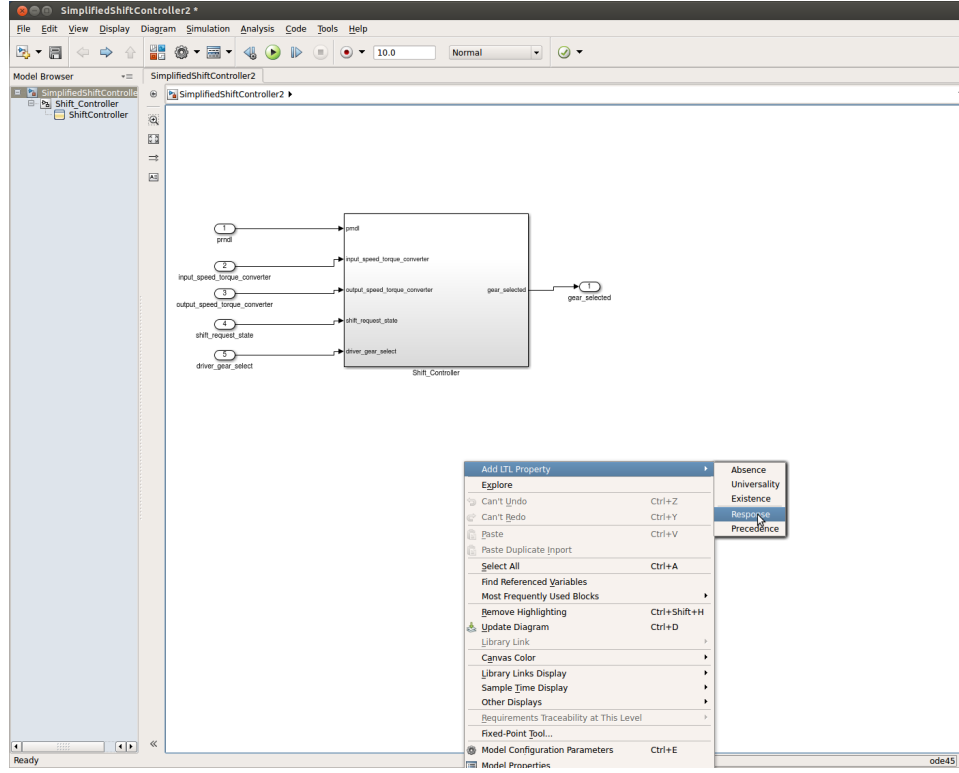 SimplifiedShiftController2 *
File Edit View Display Diagram Simulation Analysis Code Tools Help
10.0 Normal
Model Browser
SimplifiedShiftController2
SimplifiedShiftControlle
SimplifiedShiftController2
Shift_Controller
ShiftController
1
prndl
prndl
2
input_speed_torque_converter
input_speed_torque_converter
3
output_speed_torque_converter
output_speed_torque_converter
gear_selected
1
gear_selected
4
shift_request_state
shift_request_state
5
driver_gear_select
driver_gear_select
Shift_Controller
Add LTL Property
Absence
Universality
Existence
Response
Precedence
Explore
Can't Undo Ctrl+Z
Can't Redo Ctrl+Y
Paste Ctrl+V
Paste Duplicate Inport
Select All Ctrl+A
Find Referenced Variables
Most Frequently Used Blocks
Remove Highlighting Ctrl+Shift+H
Update Diagram Ctrl+D
Library Link
Canvas Color
Library Links Display
Sample Time Display
Other Displays
Requirements Traceability at This Level
Fixed-Point Tool...
Model Configuration Parameters Ctrl+E
Model Properties
Ready
ode45